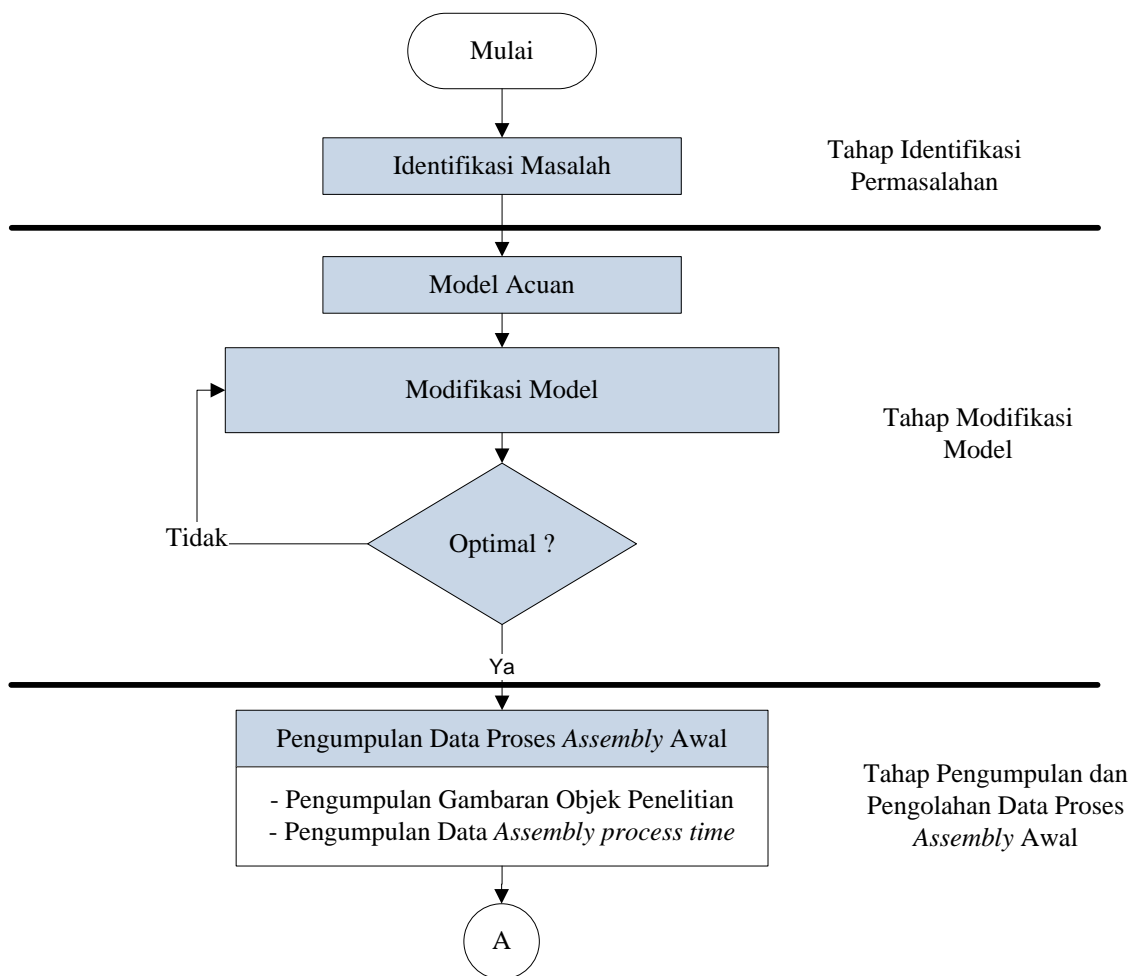 Mulai
Identifikasi Masalah
Tahap Identifikasi
Permasalahan
Model Acuan
Modifikasi Model
Tahap Modifikasi
Model
Optimal ?
Tidak
Ya
Pengumpulan Data Proses Assembly Awal
- Pengumpulan Gambaran Objek Penelitian
- Pengumpulan Data Assembly process time
Tahap Pengumpulan dan
Pengolahan Data Proses
Assembly Awal
A